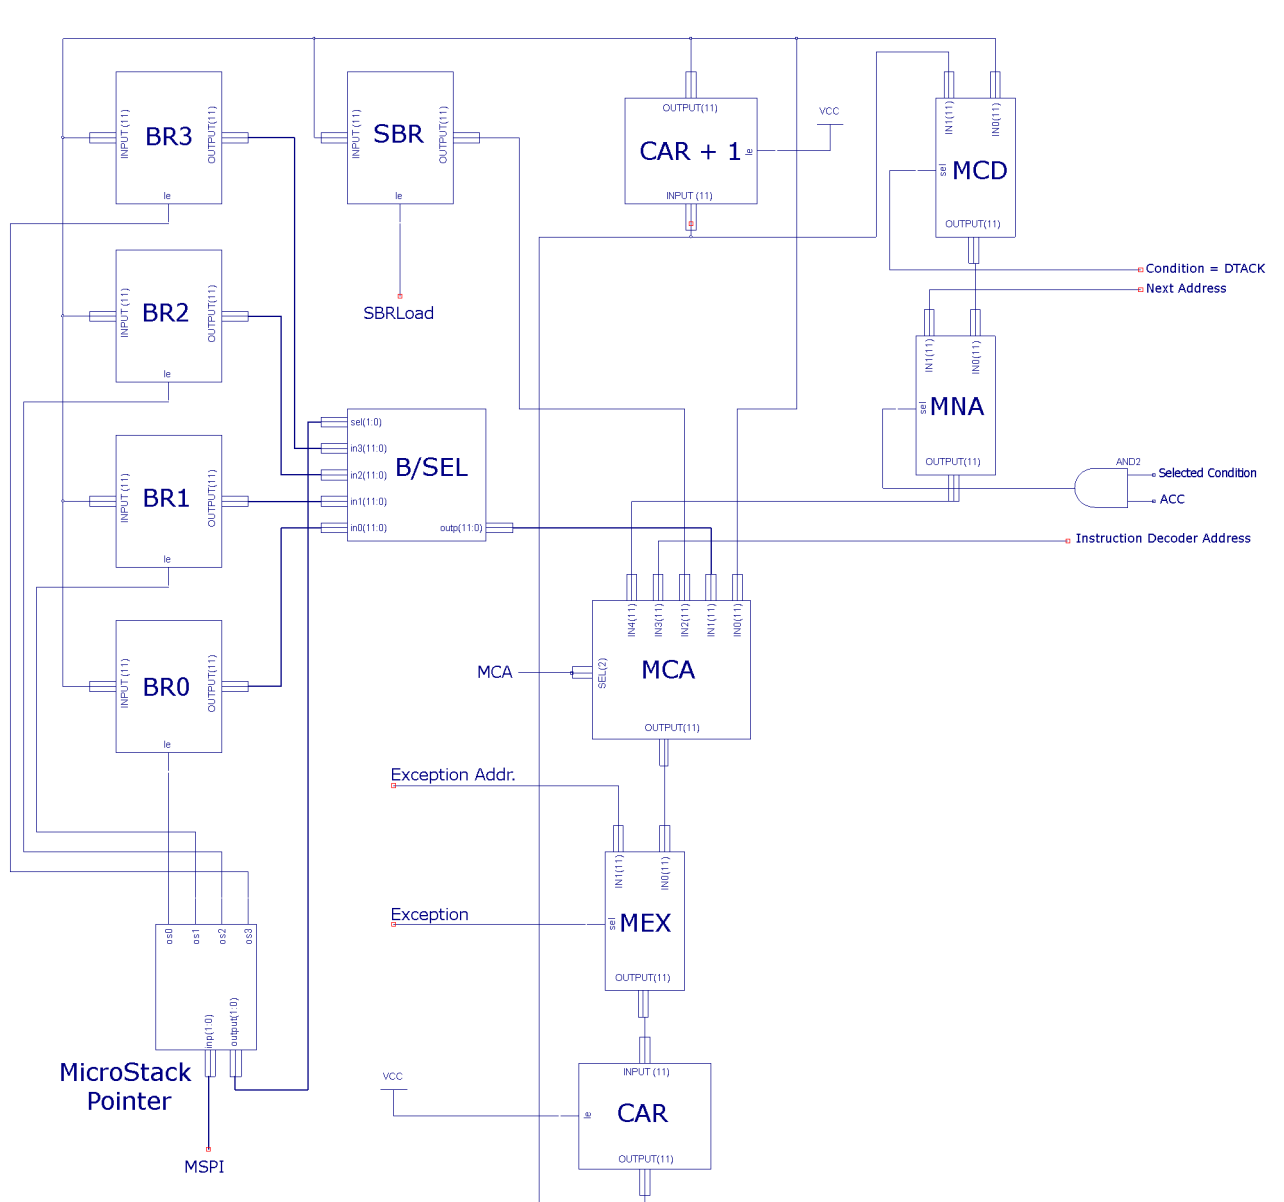 INPUT (11)
BR3
OUTPUT(11)
le
INPUT (11)
SBR
OUTPUT(11)
le
SBRLoad
OUTPUT(11)
CAR + 1
le
INPUT (11)
VCC
IN1(11)
IN0(11)
sel
MCD
OUTPUT(11)
Condition = DTACK
Next Address
INPUT (11)
BR2
OUTPUT(11)
le
IN1(11)
IN0(11)
sel
MNA
OUTPUT(11)
AND2
Selected Condition
ACC
Instruction Decoder Address
sel(1:0)
in3(11:0)
B/SEL
in2(11:0)
in1(11:0)
in0(11:0)
outp(11:0)
INPUT (11)
BR1
OUTPUT(11)
le
IN4(11)
IN3(11)
IN2(11)
IN1(11)
IN0(11)
MCA
SEL(2)
MCA
OUTPUT(11)
INPUT (11)
BR0
OUTPUT(11)
le
Exception Addr.
IN1(11)
IN0(11)
Exception
sel
MEX
OUTPUT(11)
os0
os1
os2
os3
inp(1:0)
output(1:0)
MicroStack
Pointer
MSPI
VCC
INPUT (11)
le
CAR
OUTPUT(11)